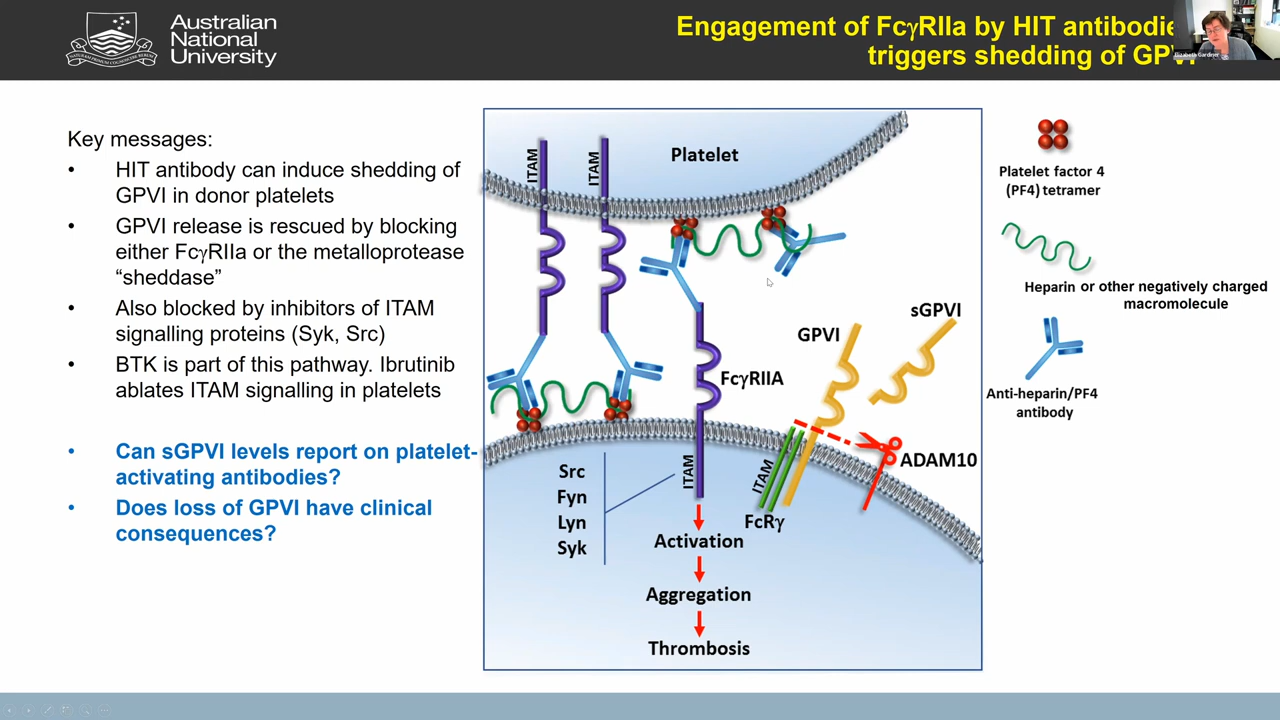 Australian
National
University
Engagement of FcγRIIa by HIT antibodie
triggers shedding of GPVI
Elizabeth Gardiner
Key messages:
• HIT antibody can induce shedding of
GPVI in donor platelets
• GPVI release is rescued by blocking
either FcγRIIa or the metalloprotease
“sheddase”
• Also blocked by inhibitors of ITAM
signalling proteins (Syk, Src)
• BTK is part of this pathway. Ibrutinib
ablates ITAM signalling in platelets
• Can sGPVI levels report on platelet-
activating antibodies?
• Does loss of GPVI have clinical
consequences?
ITAM
ITAM
Platelet
GPVI
sGPVI
FcγRIIA
ADAM10
ITAM
ITAM
FcRγ
Src
Fyn
Lyn
Syk
Activation
Aggregation
Thrombosis
Platelet factor 4
(PF4) tetramer
Heparin or other negatively charged
macromolecule
Anti-heparin/PF4
antibody